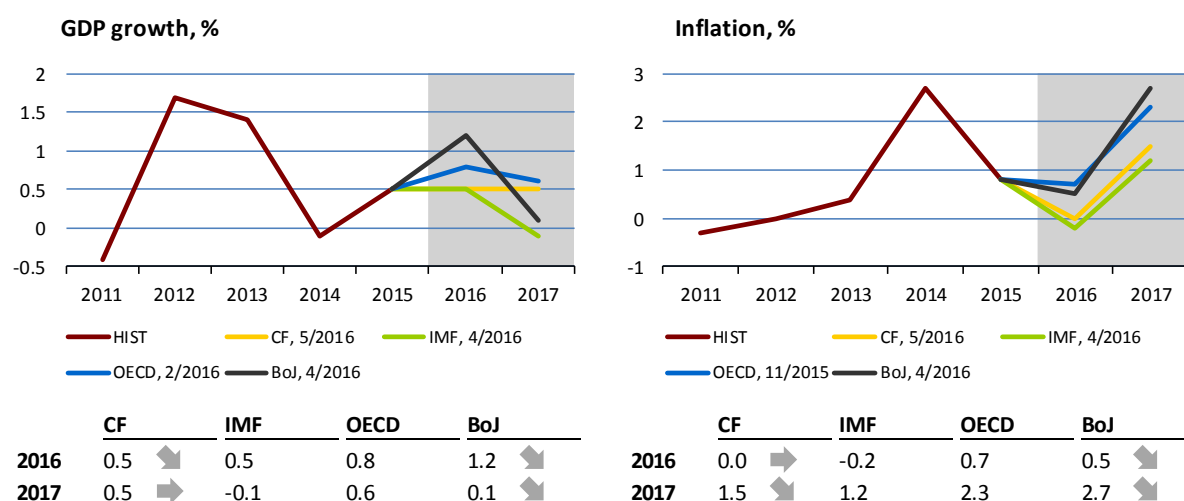 GDP growth, %
2
1.5
1
0.5
0
-0.5
2011 2012 2013 2014 2015 2016 2017
HIST CF, 5/2016 IMF, 4/2016
OECD, 2/2016 BoJ, 4/2016
CF IMF OECD BoJ
2016 0.5 0.5 0.8 1.2
2017 0.5 -0.1 0.6 0.1
Inflation, %
3
2
1
0
-1
2011 2012 2013 2014 2015 2016 2017
HIST CF, 5/2016 IMF, 4/2016
OECD, 11/2015 BoJ, 4/2016
CF IMF OECD BoJ
2016 0.0 -0.2 0.7 0.5
2017 1.5 1.2 2.3 2.7